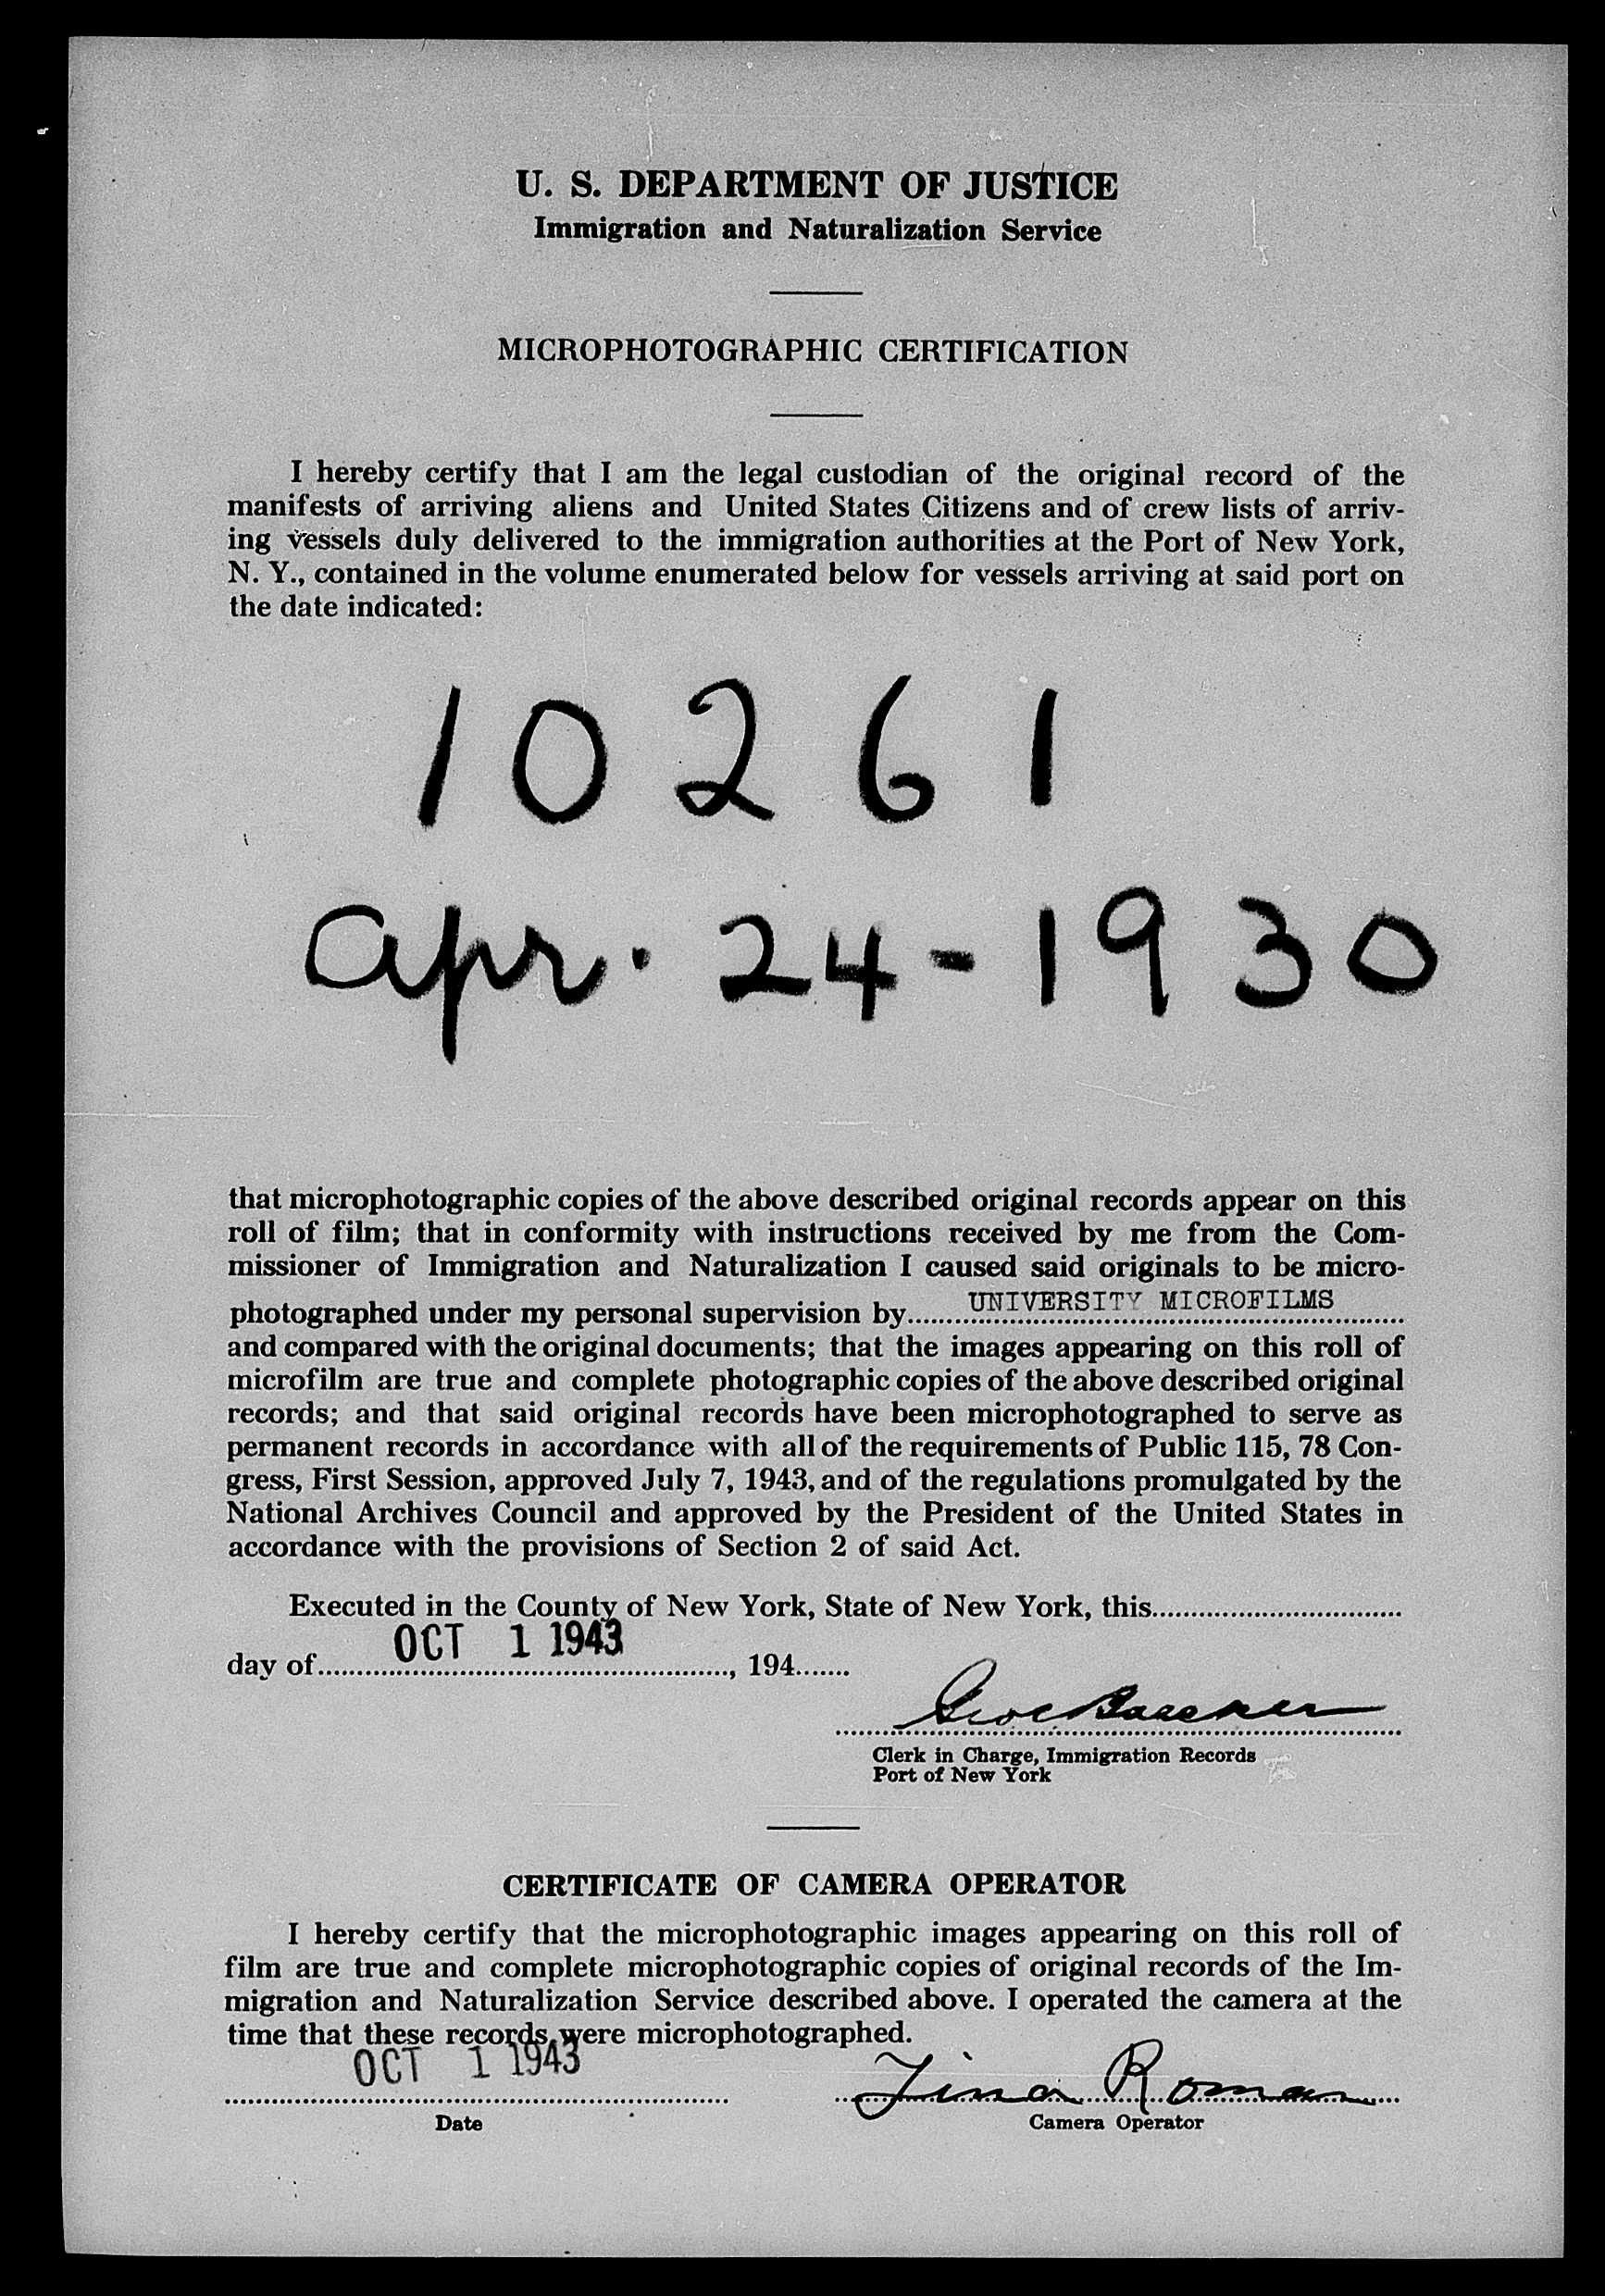 U. S. DEPARTMENT OF JUSTICE
Immigration and Naturalization Service
MICROPHOTOGRAPHIC CERTIFICATION
I hereby certify that I am the legal custodian of the original record of the
manifests of arriving aliens and United States Citizens and of crew lists of arriv-
ing vessels duly delivered to the immigration authorities at the Port of New York,
N. Y., contained in the volume enumerated below for vessels arriving at said port on
the date indicated:
10261
Apr. 24-1930
that microphotographic copies of the above described original records appear on this
roll of film; that in conformity with instructions received by me from the Com-
missioner of Immigration and Naturalization I caused said originals to be micro-
photographed under my personal supervision by UNIVERSITY MICROFILMS
and compared with the original documents; that the images appearing on this roll of
microfilm are true and complete photographic copies of the above described original
records; and that said original records have been microphotographed to serve as
permanent records in accordance with all of the requirements of Public 115, 78 Con-
gress, First Session, approved July 7, 1943, and of the regulations promulgated by the
National Archives Council and approved by the President of the United States in
accordance with the provisions of Section 2 of said Act.
Executed in the County of New York, State of New York, this
day of OCT 1 1943, 194
Clerk in Charge, Immigration Records
Port of New York
CERTIFICATE OF CAMERA OPERATOR
I hereby certify that the microphotographic images appearing on this roll of
film are true and complete microphotographic copies of original records of the Im-
migration and Naturalization Service described above. I operated the camera at the
time that these records were microphotographed.
OCT 1 1943 Tina Roman
Date Camera Operator